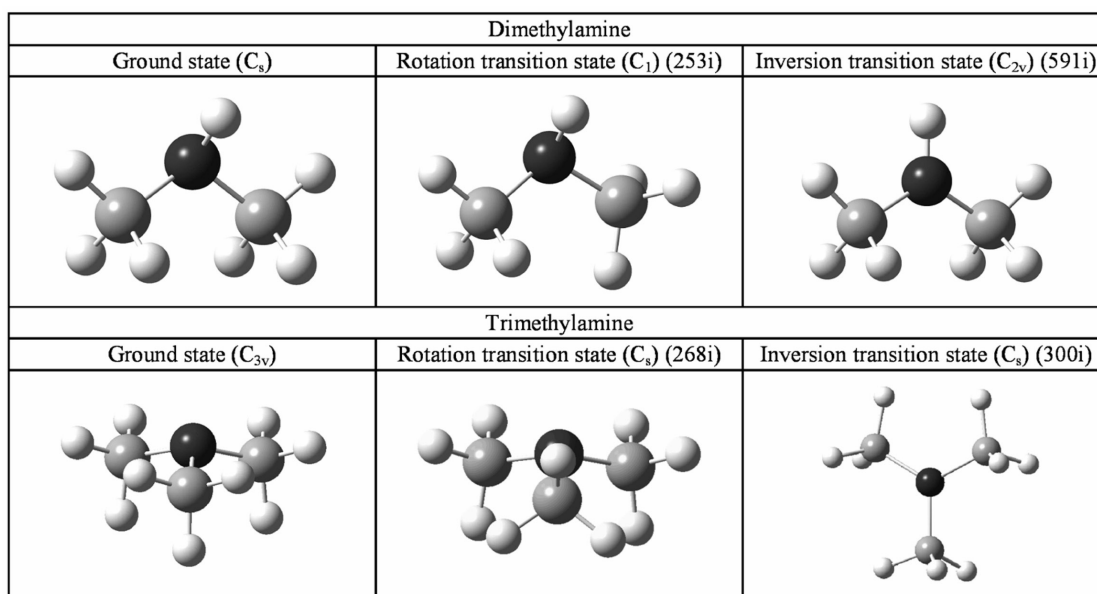 Dimethylamine
Ground state (Cs)
Rotation transition state (C1) (253i)
Inversion transition state (C2v) (591i)
Trimethylamine
Ground state (C3v)
Rotation transition state (Cs) (268i)
Inversion transition state (Cs) (300i)